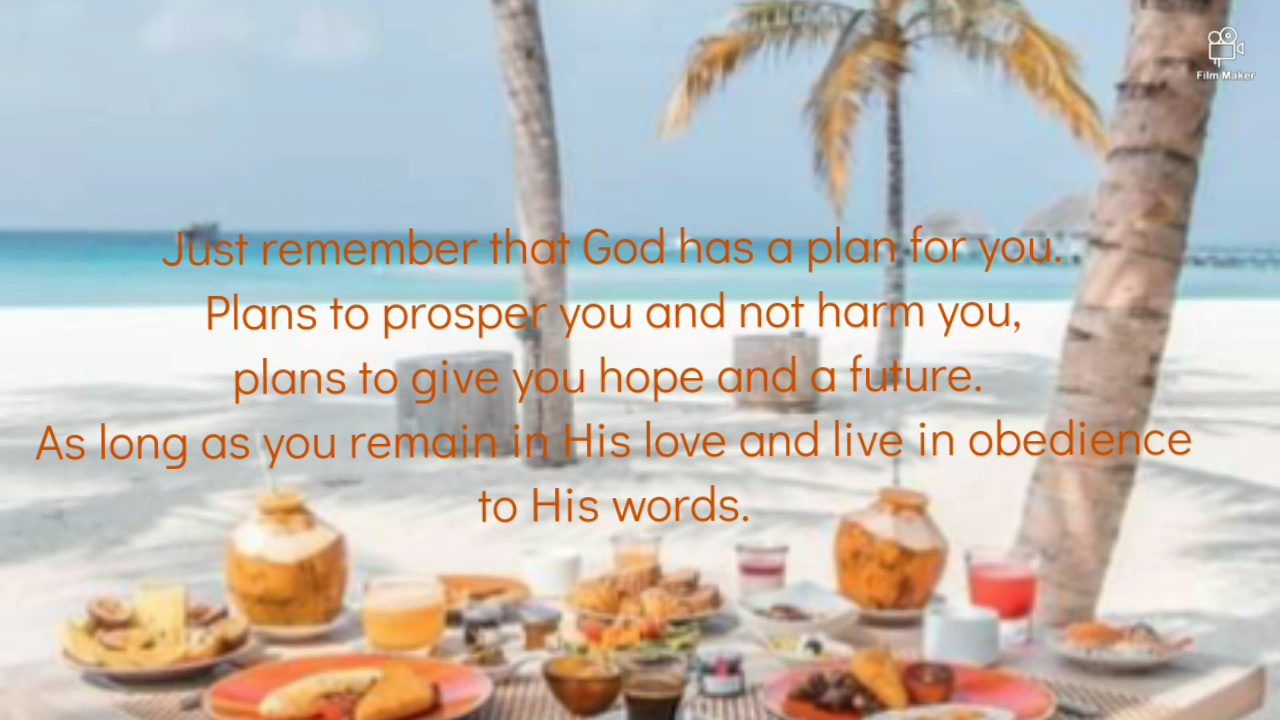 Film Maker
Just remember that God has a plan for you.
Plans to prosper you and not harm you,
plans to give you hope and a future.
As long as you remain in His love and live in obedience
to His words.